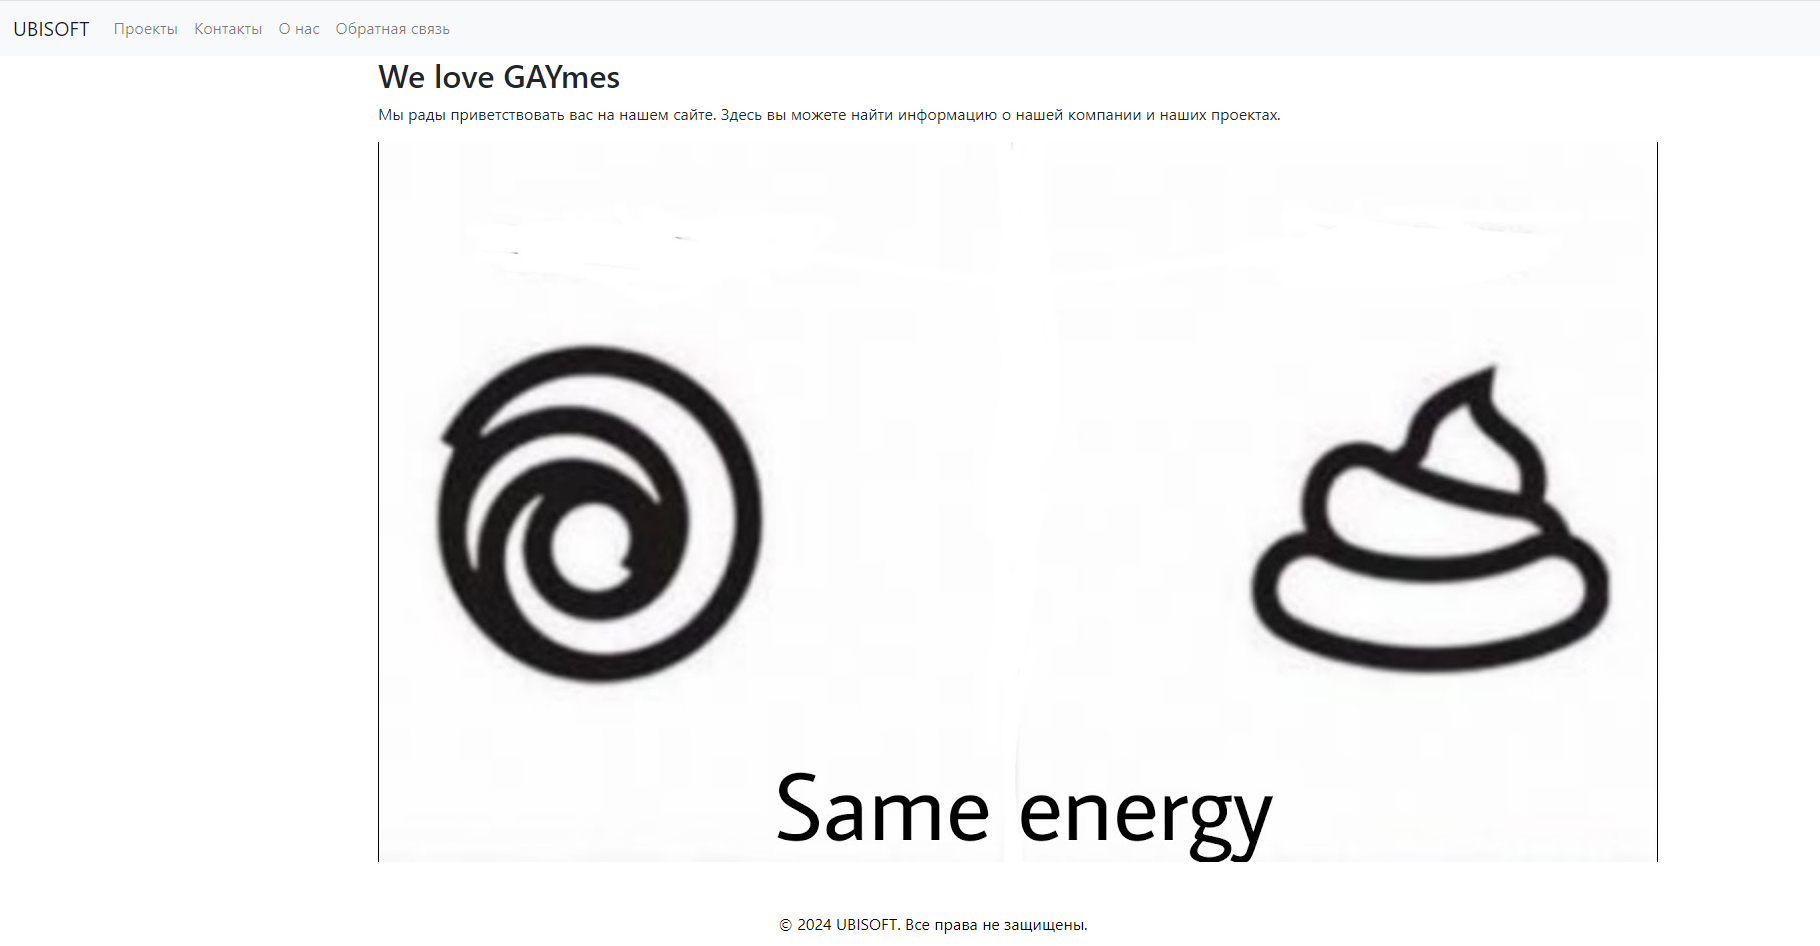 UBISOFT Проекты Контакты О нас Обратная связь
We love GAYmes
Мы рады приветствовать вас на нашем сайте. Здесь вы можете найти информацию о нашей компании и наших проектах.
Same energy
© 2024 UBISOFT. Все права не защищены.